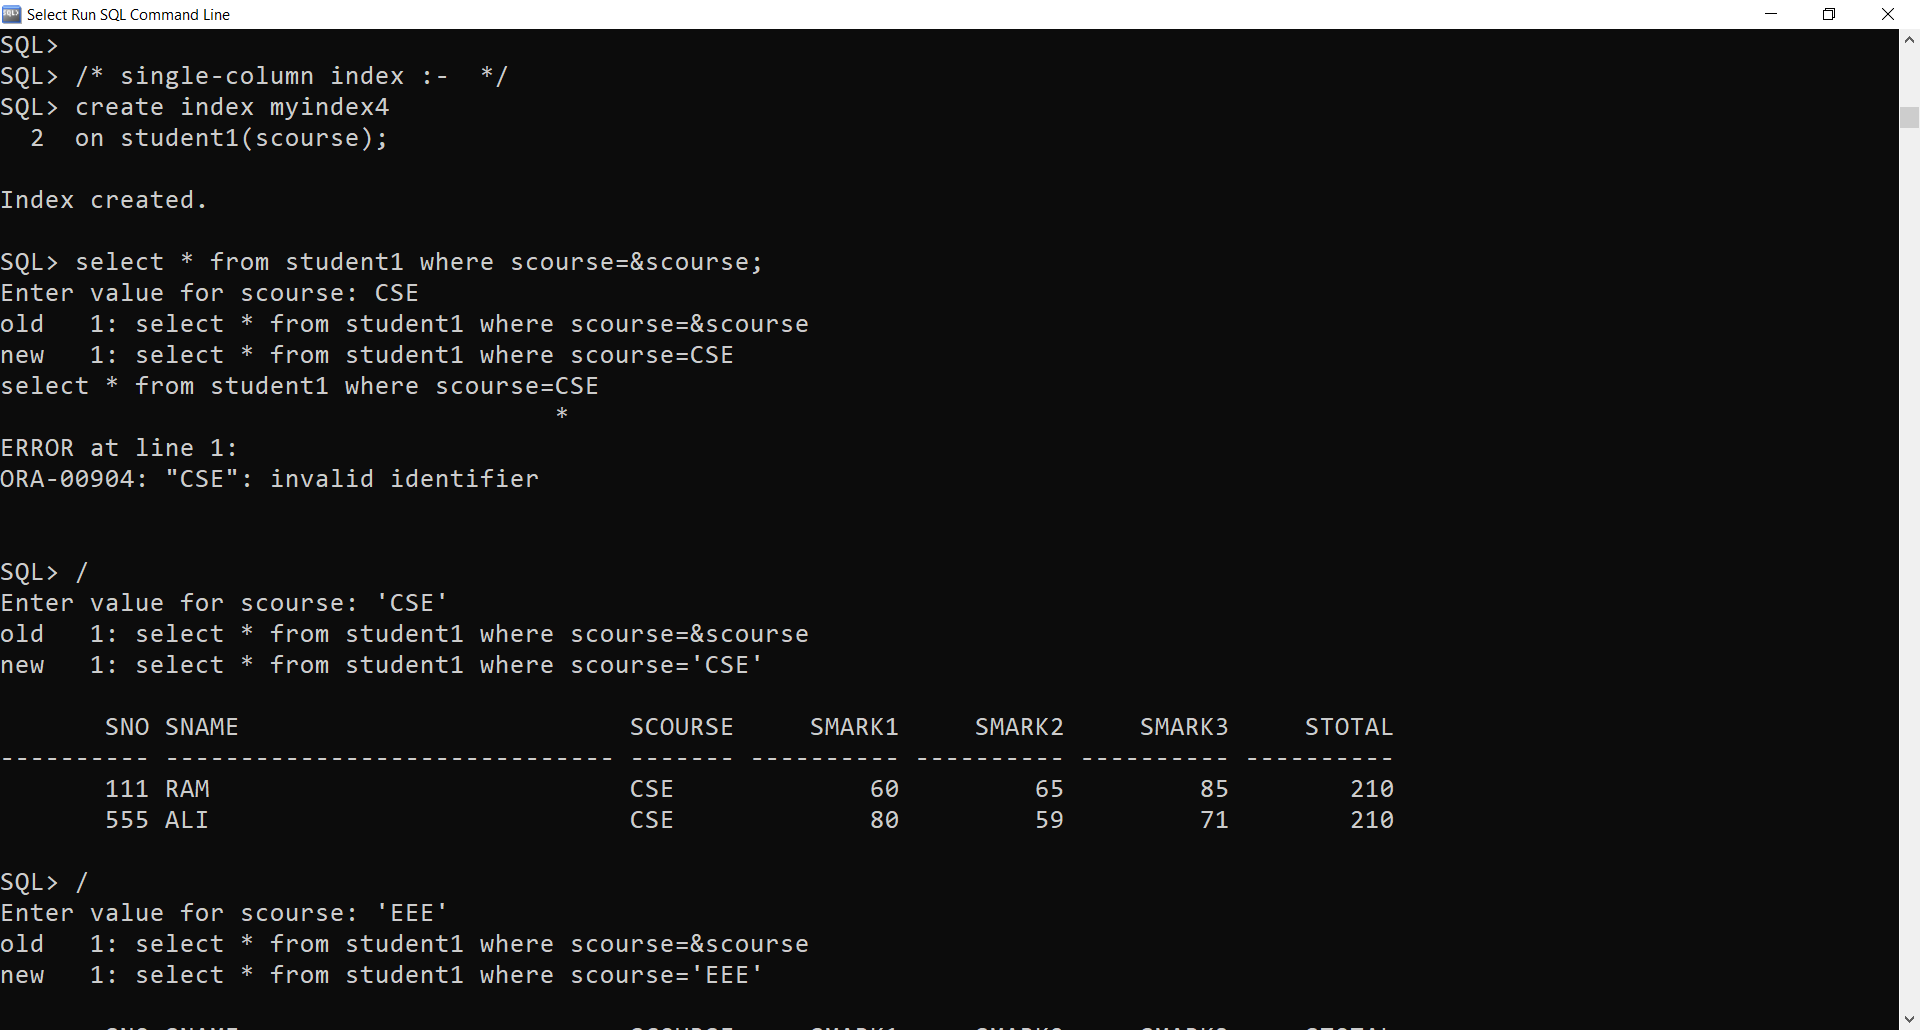 Select Run SQL Command Line
SQL>
SQL> /* single-column index :-  */
SQL> create index myindex4
  2  on student1(scourse);
Index created.
SQL> select * from student1 where scourse=&scourse;
Enter value for scourse: CSE
old   1: select * from student1 where scourse=&scourse
new   1: select * from student1 where scourse=CSE
select * from student1 where scourse=CSE
                                     *
ERROR at line 1:
ORA-00904: "CSE": invalid identifier
SQL> /
Enter value for scourse: 'CSE'
old   1: select * from student1 where scourse=&scourse
new   1: select * from student1 where scourse='CSE'
       SNO SNAME                          SCOURSE     SMARK1     SMARK2     SMARK3     STOTAL
---------- ------------------------------ ------- ---------- ---------- ---------- ----------
       111 RAM                            CSE             60         65         85        210
       555 ALI                            CSE             80         59         71        210
SQL> /
Enter value for scourse: 'EEE'
old   1: select * from student1 where scourse=&scourse
new   1: select * from student1 where scourse='EEE'